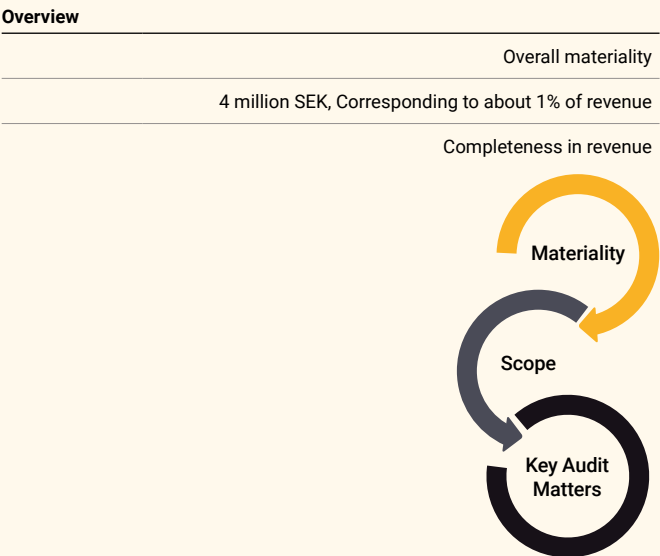 Overview
Overall materiality
4 million SEK, Corresponding to about 1% of revenue
Completeness in revenue
Materiality
Scope
Key Audit
Matters